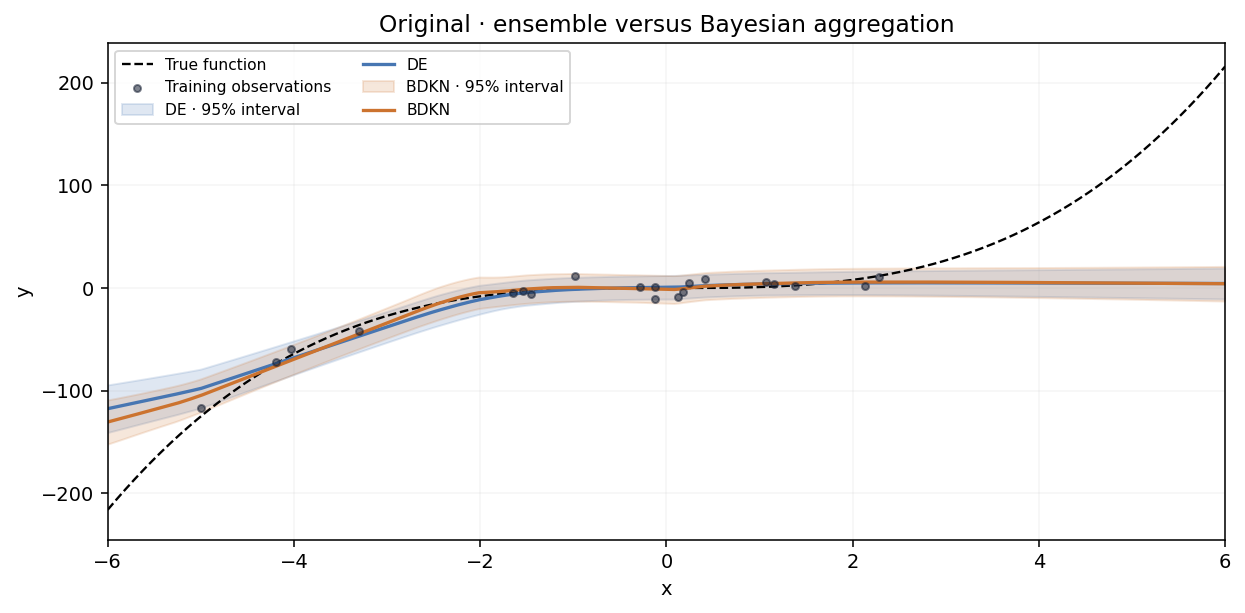 Original · ensemble versus Bayesian aggregation
True function
Training observations
DE · 95% interval
DE
BDKN · 95% interval
BDKN
200
100
0
−100
−200
y
−6
−4
−2
0
2
4
6
x